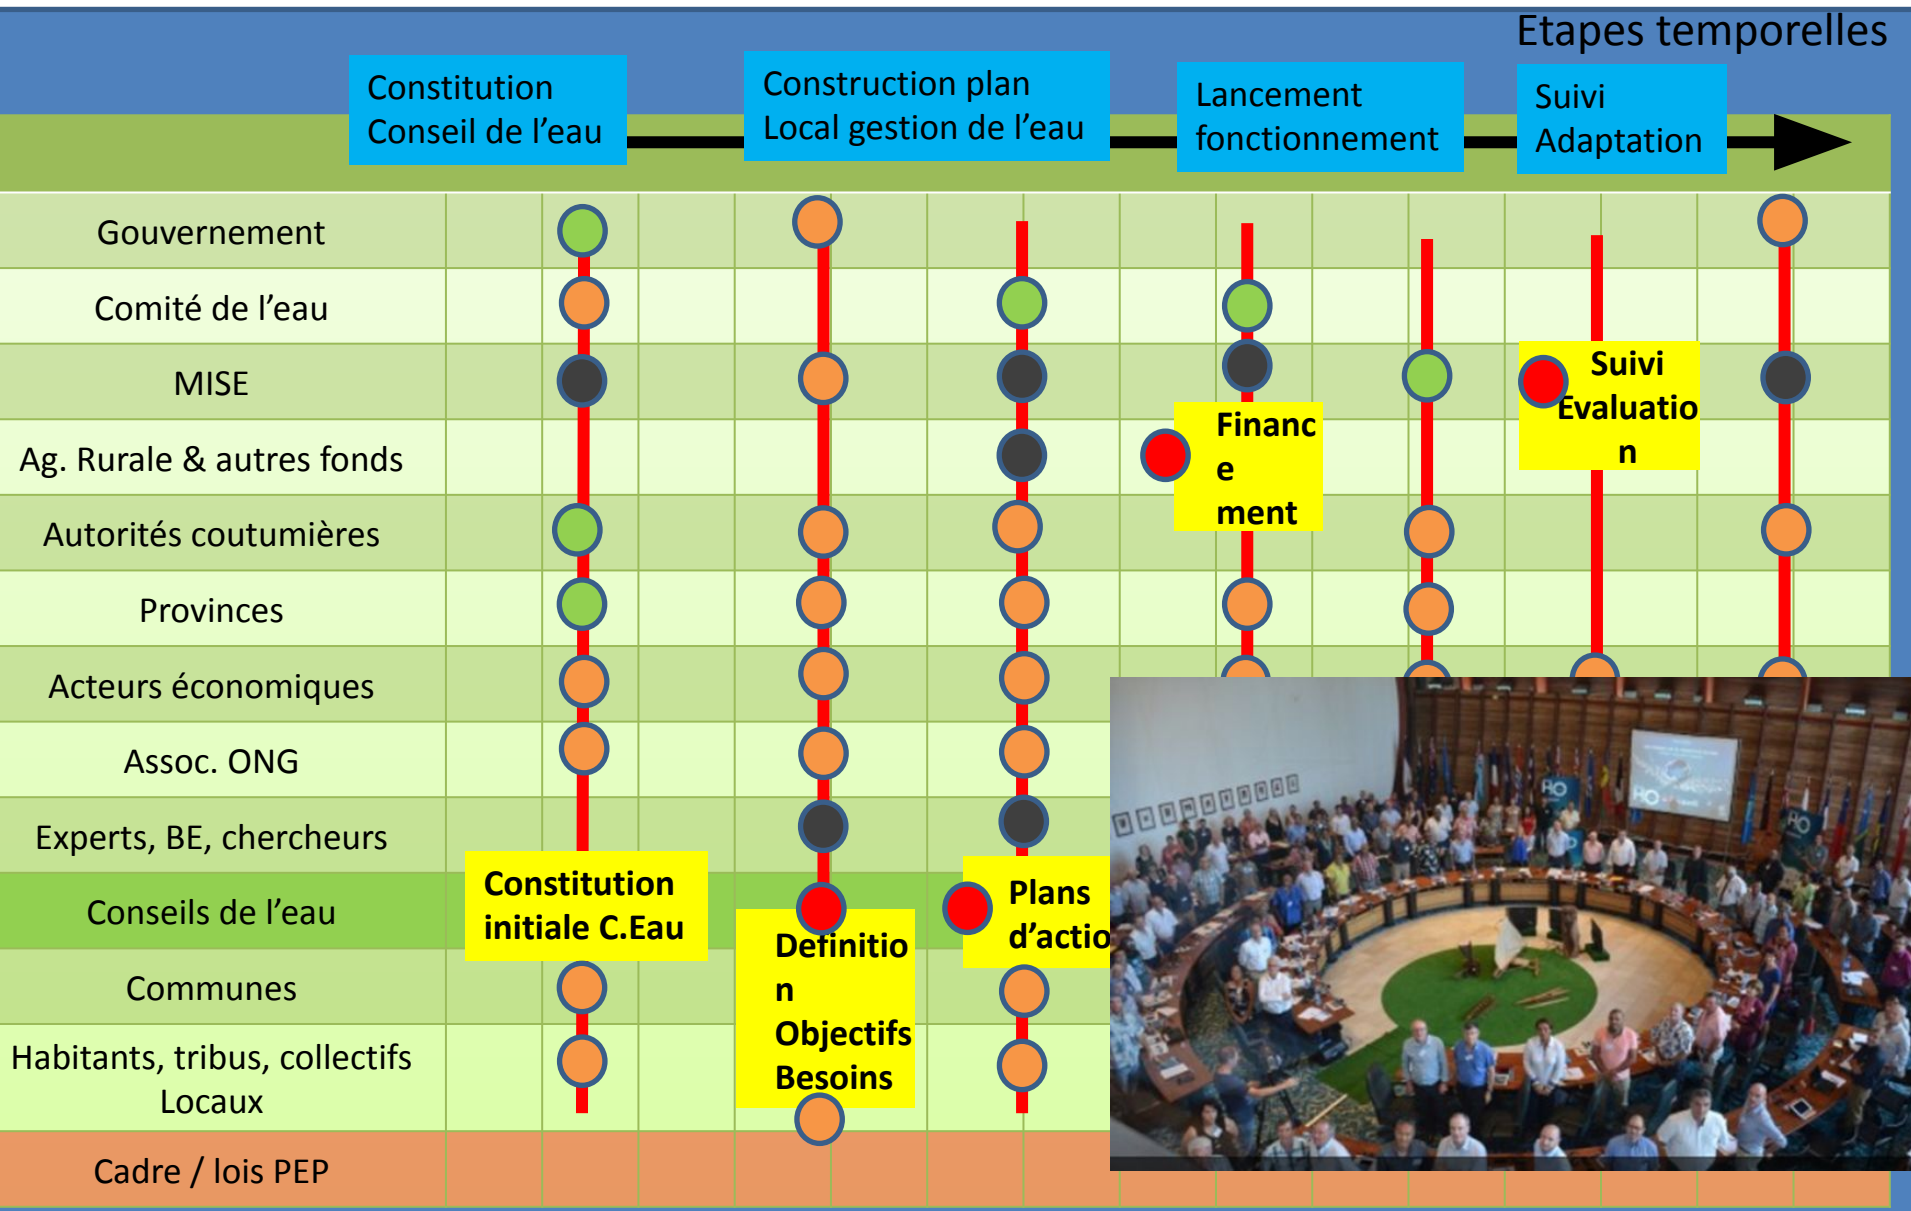 Etapes temporelles
Constitution
Conseil de l'eau
Construction plan
Local gestion de l'eau
Lancement
fonctionnement
Suivi
Adaptation
Gouvernement
Comité de l'eau
MISE
Suivi
Evaluatio
n
Ag. Rurale & autres fonds
Financ
e
ment
Autorités coutumières
Provinces
Acteurs économiques
Assoc. ONG
Experts, BE, chercheurs
Conseils de l'eau
Constitution
initiale C.Eau
Definitio
n
Objectifs
Besoins
Plans
d'actio
Communes
Habitants, tribus, collectifs
Locaux
Cadre / lois PEP